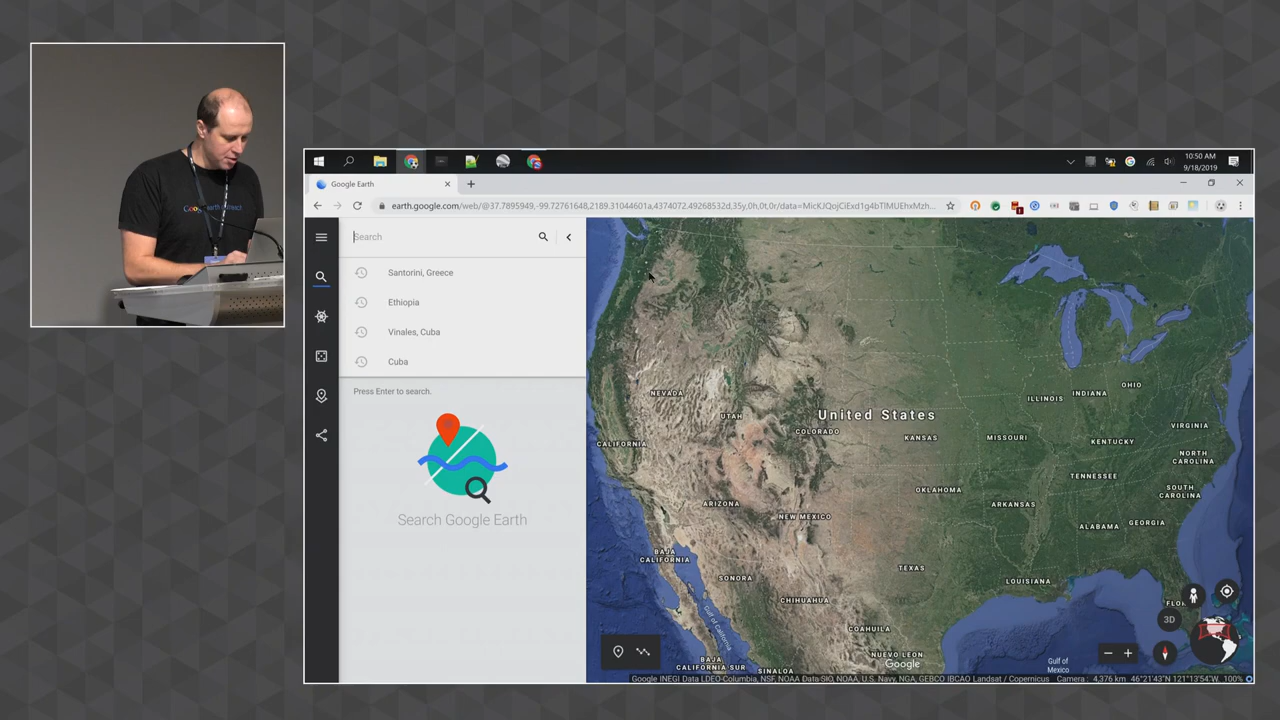 Google earth outreach
10:50 AM
9/18/2019
Google Earth
earth.google.com/web/@37.7895949,-99.72761648,2189.31044601a,4374072.49268532d,35y,0h,0t,0r/data=MicKJQojCiExd1g4bTlMUEhxMzh...
Search
Santorini, Greece
Ethiopia
Vinales, Cuba
Cuba
Press Enter to search.
Search Google Earth
United States
NEVADA
UTAH
COLORADO
CALIFORNIA
KANSAS
MISSOURI
ILLINOIS
INDIANA
OHIO
KENTUCKY
VIRGINIA
NORTH
CAROLINA
TENNESSEE
SOUTH
CAROLINA
OKLAHOMA
ARKANSAS
ARIZONA
NEW MEXICO
ALABAMA
GEORGIA
BAJA
CALIFORNIA
SONORA
TEXAS
LOUISIANA
CHIHUAHUA
Gulf of California
COAHUILA
FLOR
3D
BAJA
CALIFORNIA SUR
SINALOA
NUEVO LEON
Google
Gulf of
Mexico
Google INEGI Data LDEO-Columbia, NSF, NOAA Data SIO, NOAA, U.S. Navy, NGA, GEBCO IBCAO Landsat / Copernicus Camera : 4,376 km 46°21'43"N 121°13'54"W 100%